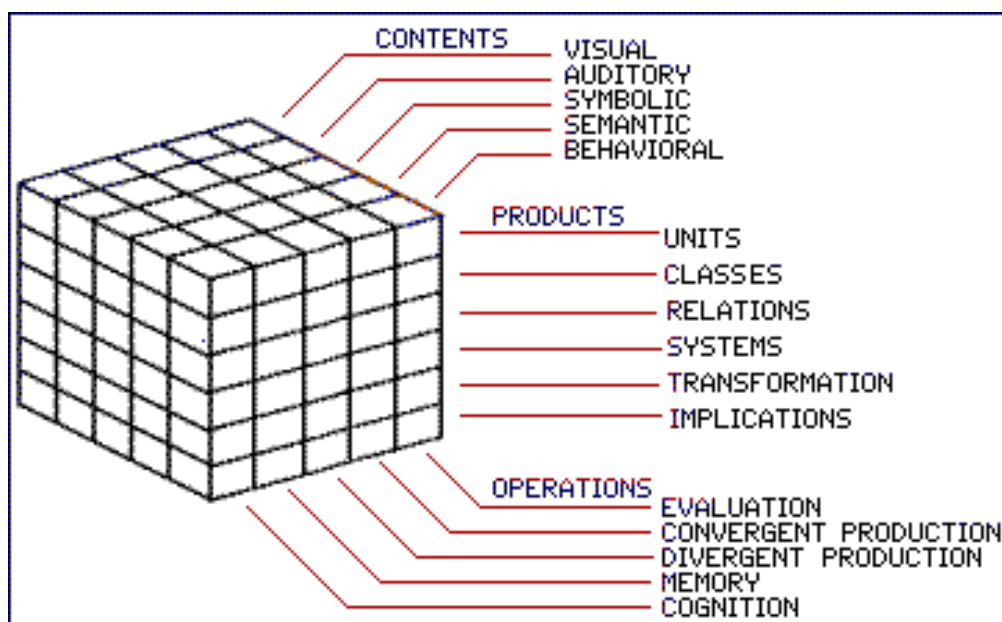 CONTENTS
VISUAL
AUDITORY
SYMBOLIC
SEMANTIC
BEHAVIORAL
PRODUCTS
UNITS
CLASSES
RELATIONS
SYSTEMS
TRANSFORMATION
IMPLICATIONS
OPERATIONS
EVALUATION
CONVERGENT PRODUCTION
DIVERGENT PRODUCTION
MEMORY
COGNITION